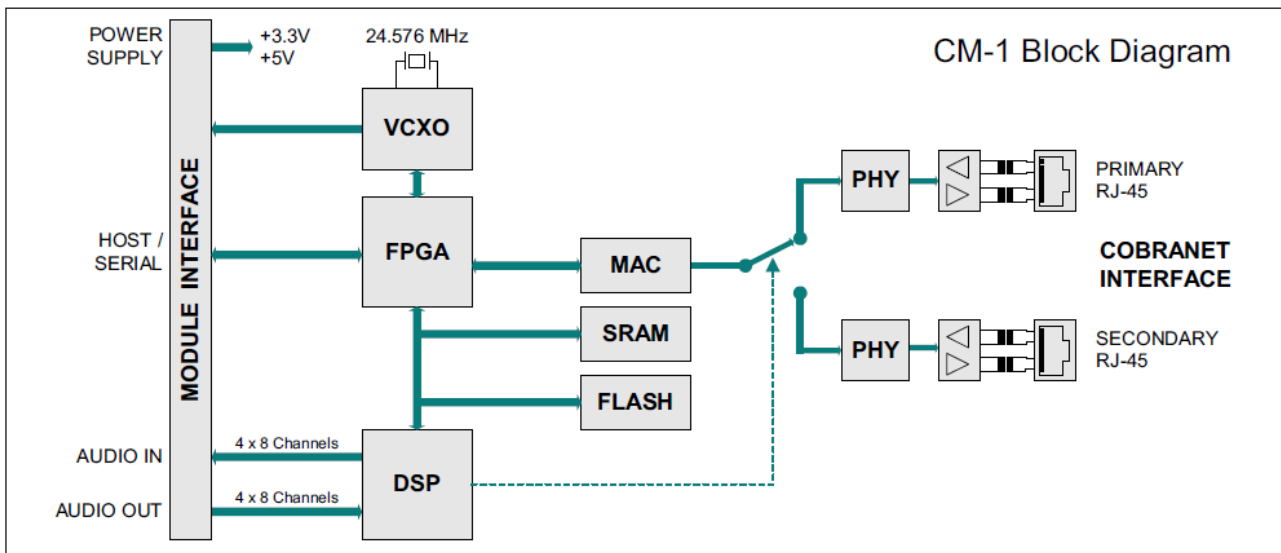 CM-1 Block Diagram
POWER
SUPPLY
+3.3V
+5V
24.576 MHz
VCXO
MODULE INTERFACE
HOST /
SERIAL
FPGA
MAC
SRAM
FLASH
PHY
PRIMARY
RJ-45
COBRANET
INTERFACE
PHY
SECONDARY
RJ-45
AUDIO IN
4 x 8 Channels
DSP
AUDIO OUT
4 x 8 Channels